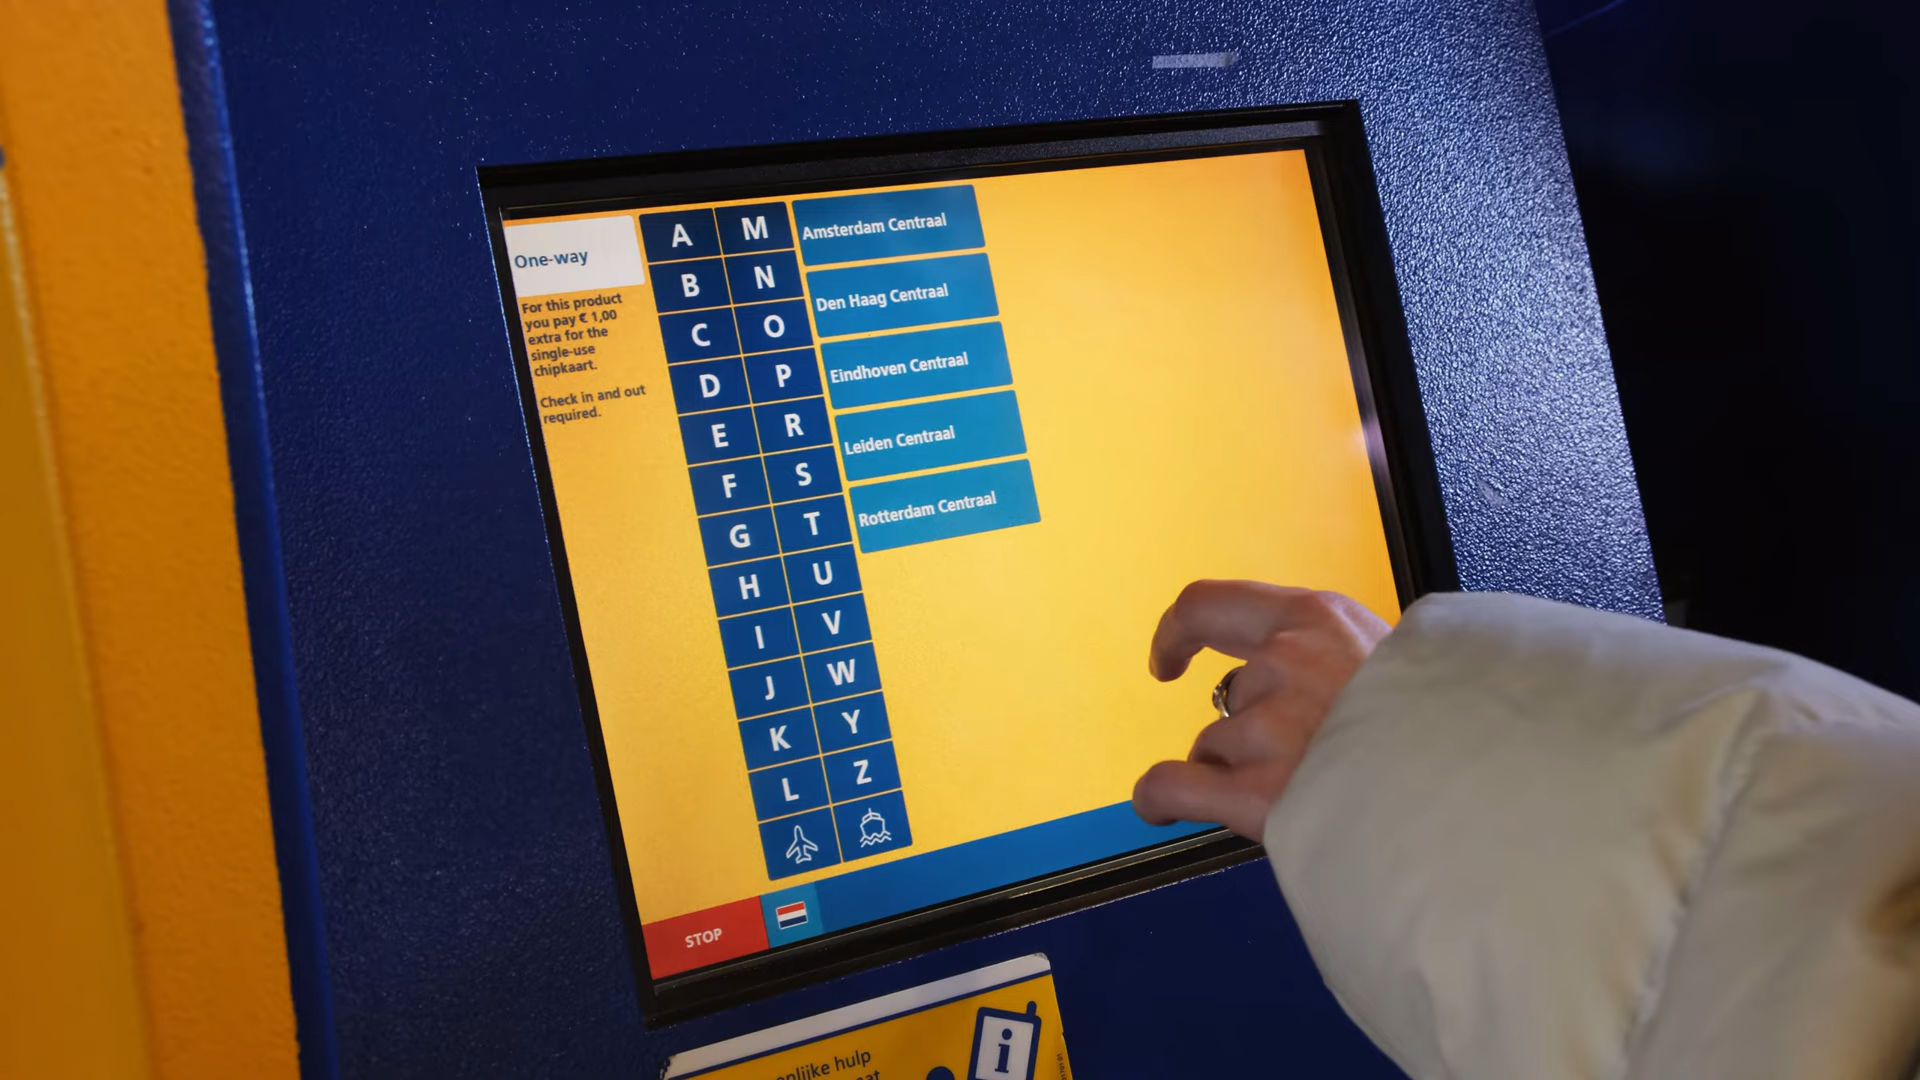 One-way
For this product
you pay € 1,00
extra for the
single-use
chipkaart.
Check in and out
required.
A M
B N
C O
D P
E R
F S
G T
H U
I V
J W
K Y
L Z
Amsterdam Centraal
Den Haag Centraal
Eindhoven Centraal
Leiden Centraal
Rotterdam Centraal
STOP
hulp
i